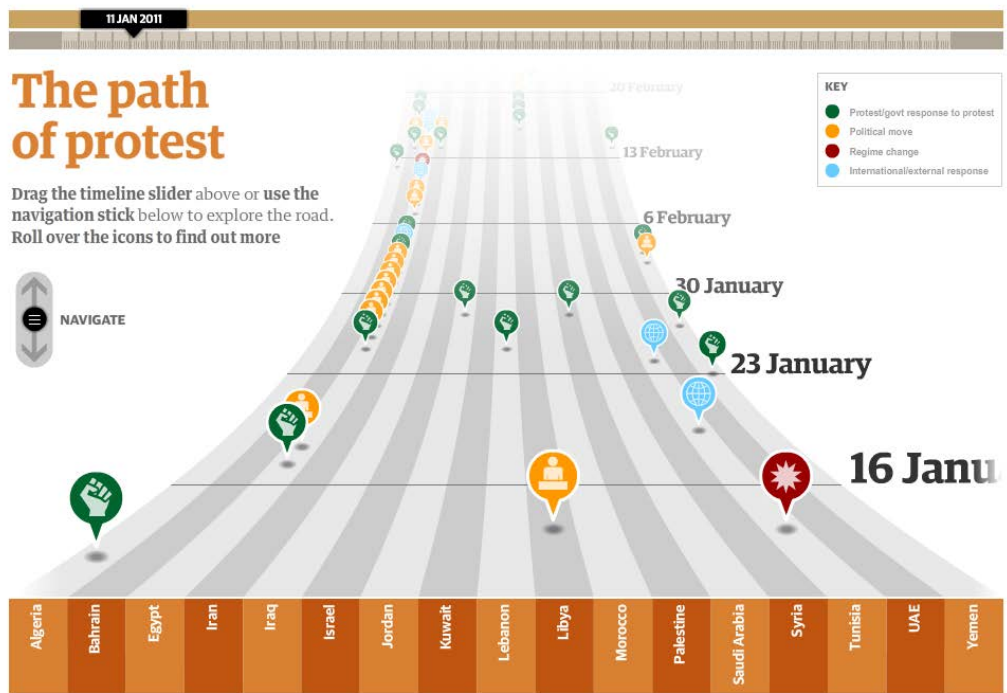 11 JAN 2011
The path
of protest
Drag the timeline slider above or use the
navigation stick below to explore the road.
Roll over the icons to find out more
NAVIGATE
KEY
Protest/govt response to protest
Political move
Regime change
International/external response
20 February
13 February
6 February
30 January
23 January
16 Janu
Algeria
Bahrain
Egypt
Iran
Iraq
Israel
Jordan
Kuwait
Lebanon
Libya
Morocco
Palestine
Saudi Arabia
Syria
Tunisia
UAE
Yemen